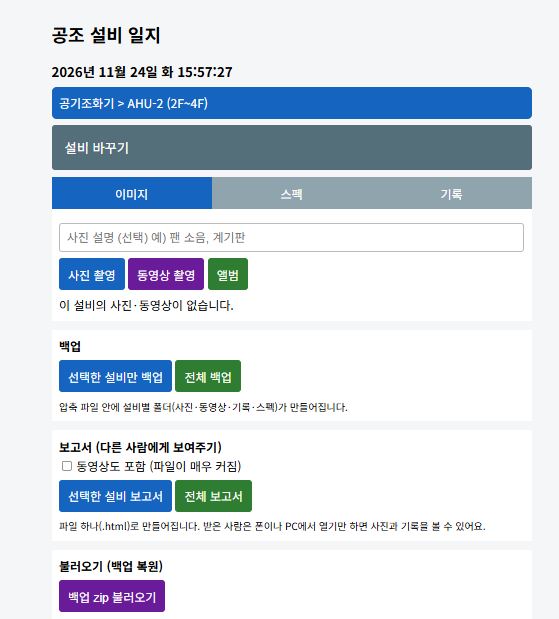 공조 설비 일지
2026년 11월 24일 화 15:57:27
공기조화기 > AHU-2 (2F~4F)
설비 바꾸기
이미지 스펙 기록
사진 설명 (선택) 예) 팬 소음, 계기판
사진 촬영 동영상 촬영 앨범
이 설비의 사진·동영상이 없습니다.
백업
선택한 설비만 백업 전체 백업
압축 파일 안에 설비별 폴더(사진·동영상·기록·스펙)가 만들어집니다.
보고서 (다른 사람에게 보여주기)
동영상도 포함 (파일이 매우 커짐)
선택한 설비 보고서 전체 보고서
파일 하나(.html)로 만들어집니다. 받은 사람은 폰이나 PC에서 열기만 하면 사진과 기록을 볼 수 있어요.
불러오기 (백업 복원)
백업 zip 불러오기